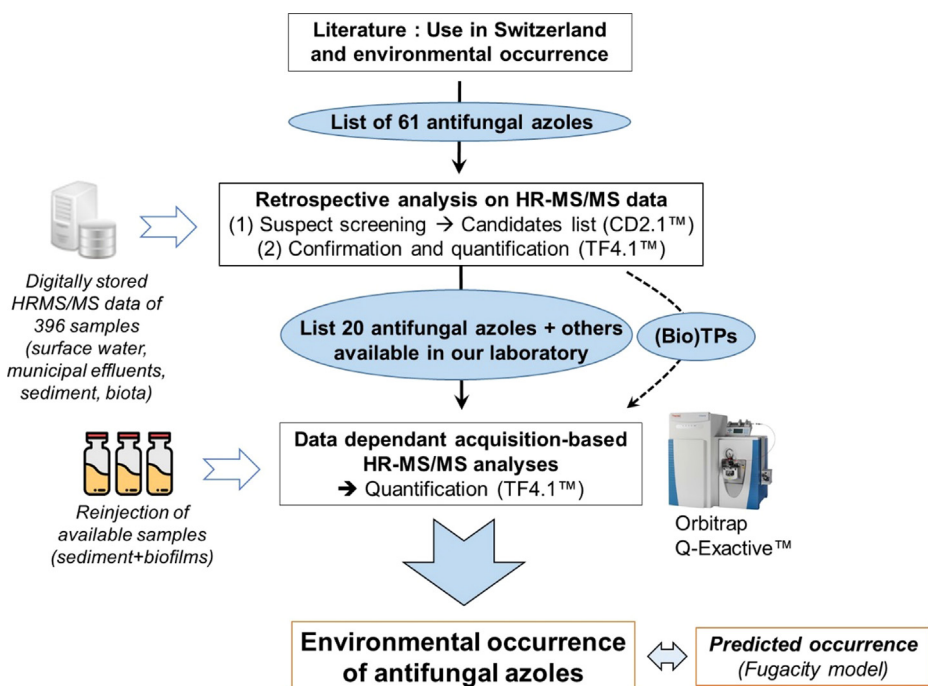 Literature : Use in Switzerland
and environmental occurrence
List of 61 antifungal azoles
Retrospective analysis on HR-MS/MS data
(1) Suspect screening → Candidates list (CD2.1™)
(2) Confirmation and quantification (TF4.1™)
Digitally stored
HRMS/MS data of
396 samples
(surface water,
municipal effluents,
sediment, biota)
List 20 antifungal azoles + others
available in our laboratory
(Bio)TPs
Data dependant acquisition-based
HR-MS/MS analyses
➔ Quantification (TF4.1™)
Reinjection of
available samples
(sediment+biofilms)
Orbitrap
Q-Exactive™
Environmental occurrence
of antifungal azoles
Predicted occurrence
(Fugacity model)